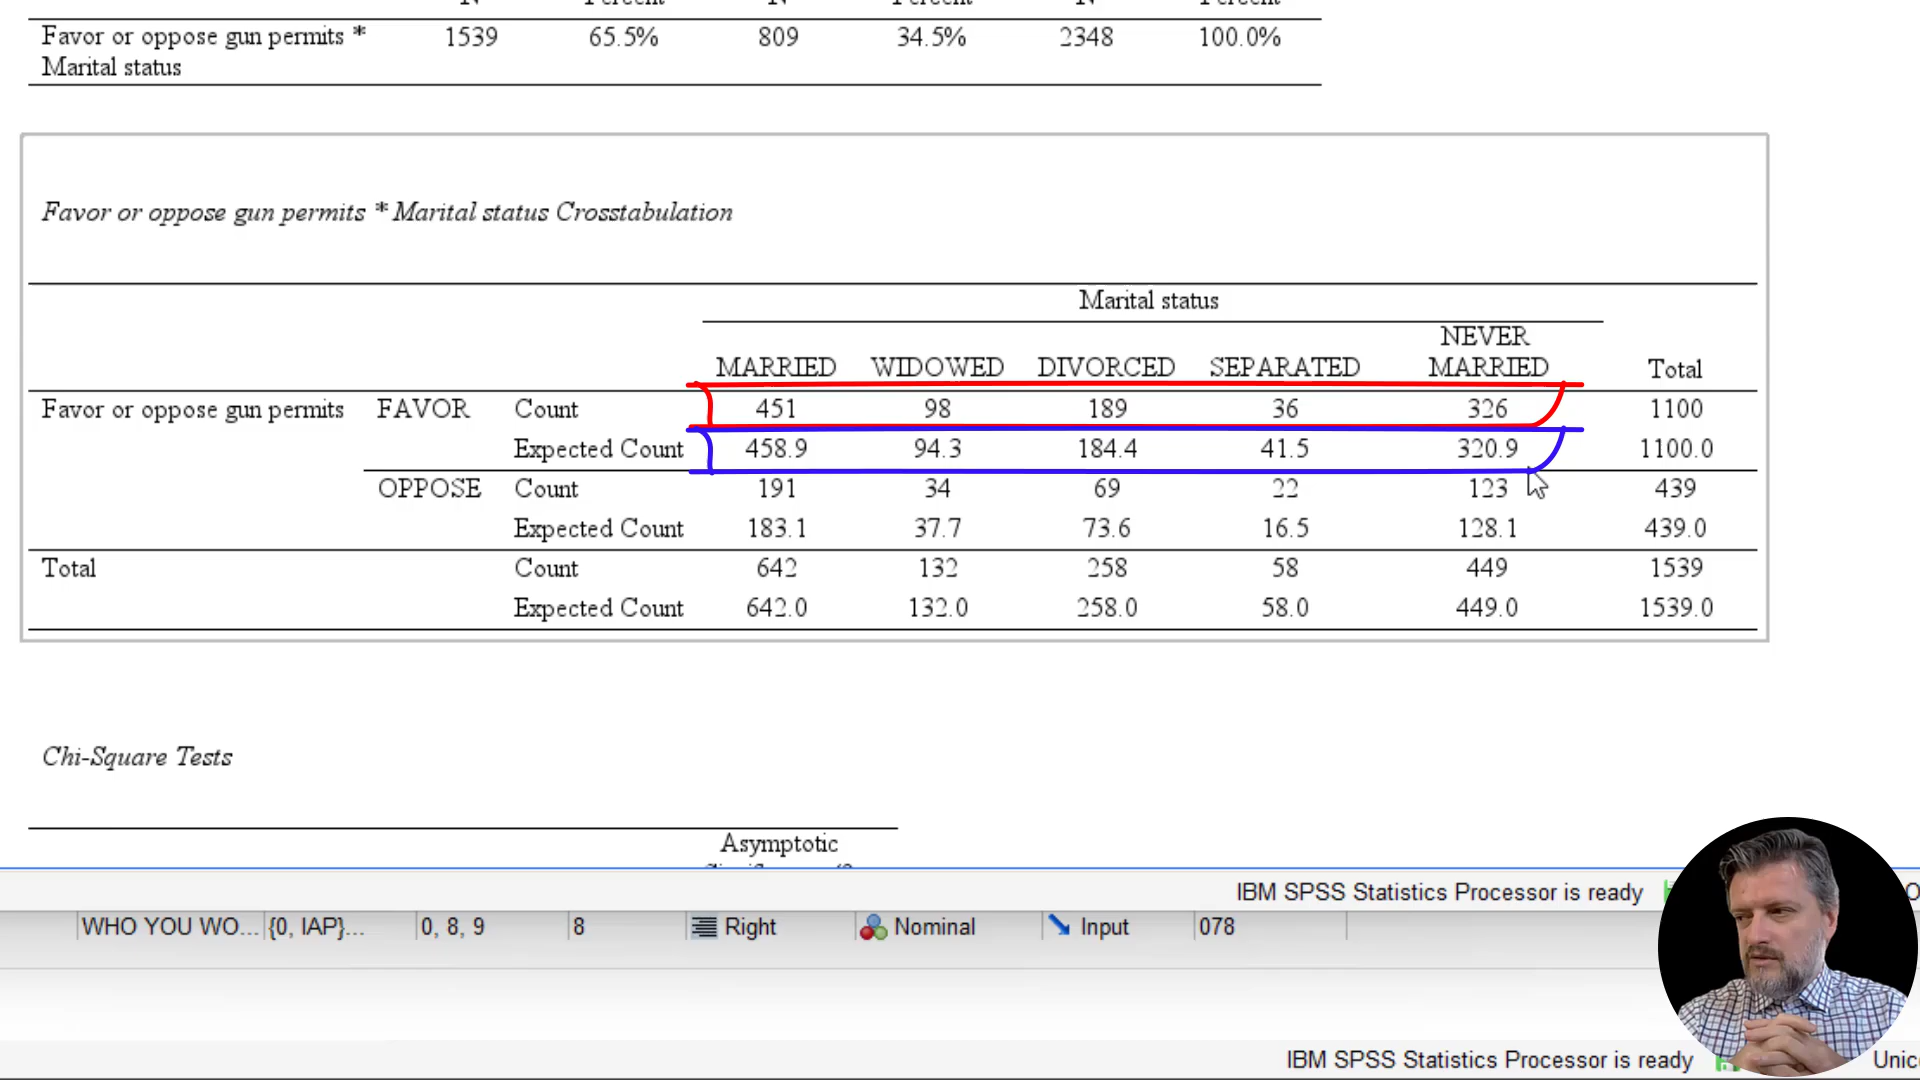 N Percent N Percent N Percent
Favor or oppose gun permits * 1539 65.5% 809 34.5% 2348 100.0%
Marital status
Favor or oppose gun permits * Marital status Crosstabulation
Marital status
NEVER
MARRIED WIDOWED DIVORCED SEPARATED MARRIED Total
Favor or oppose gun permits FAVOR Count 451 98 189 36 326 1100
Expected Count 458.9 94.3 184.4 41.5 320.9 1100.0
OPPOSE Count 191 34 69 22 123 439
Expected Count 183.1 37.7 73.6 16.5 128.1 439.0
Total Count 642 132 258 58 449 1539
Expected Count 642.0 132.0 258.0 58.0 449.0 1539.0
Chi-Square Tests
Asymptotic
IBM SPSS Statistics Processor is ready
WHO YOU WO... {0, IAP}... 0, 8, 9 8 Right Nominal Input 078
IBM SPSS Statistics Processor is ready Unic